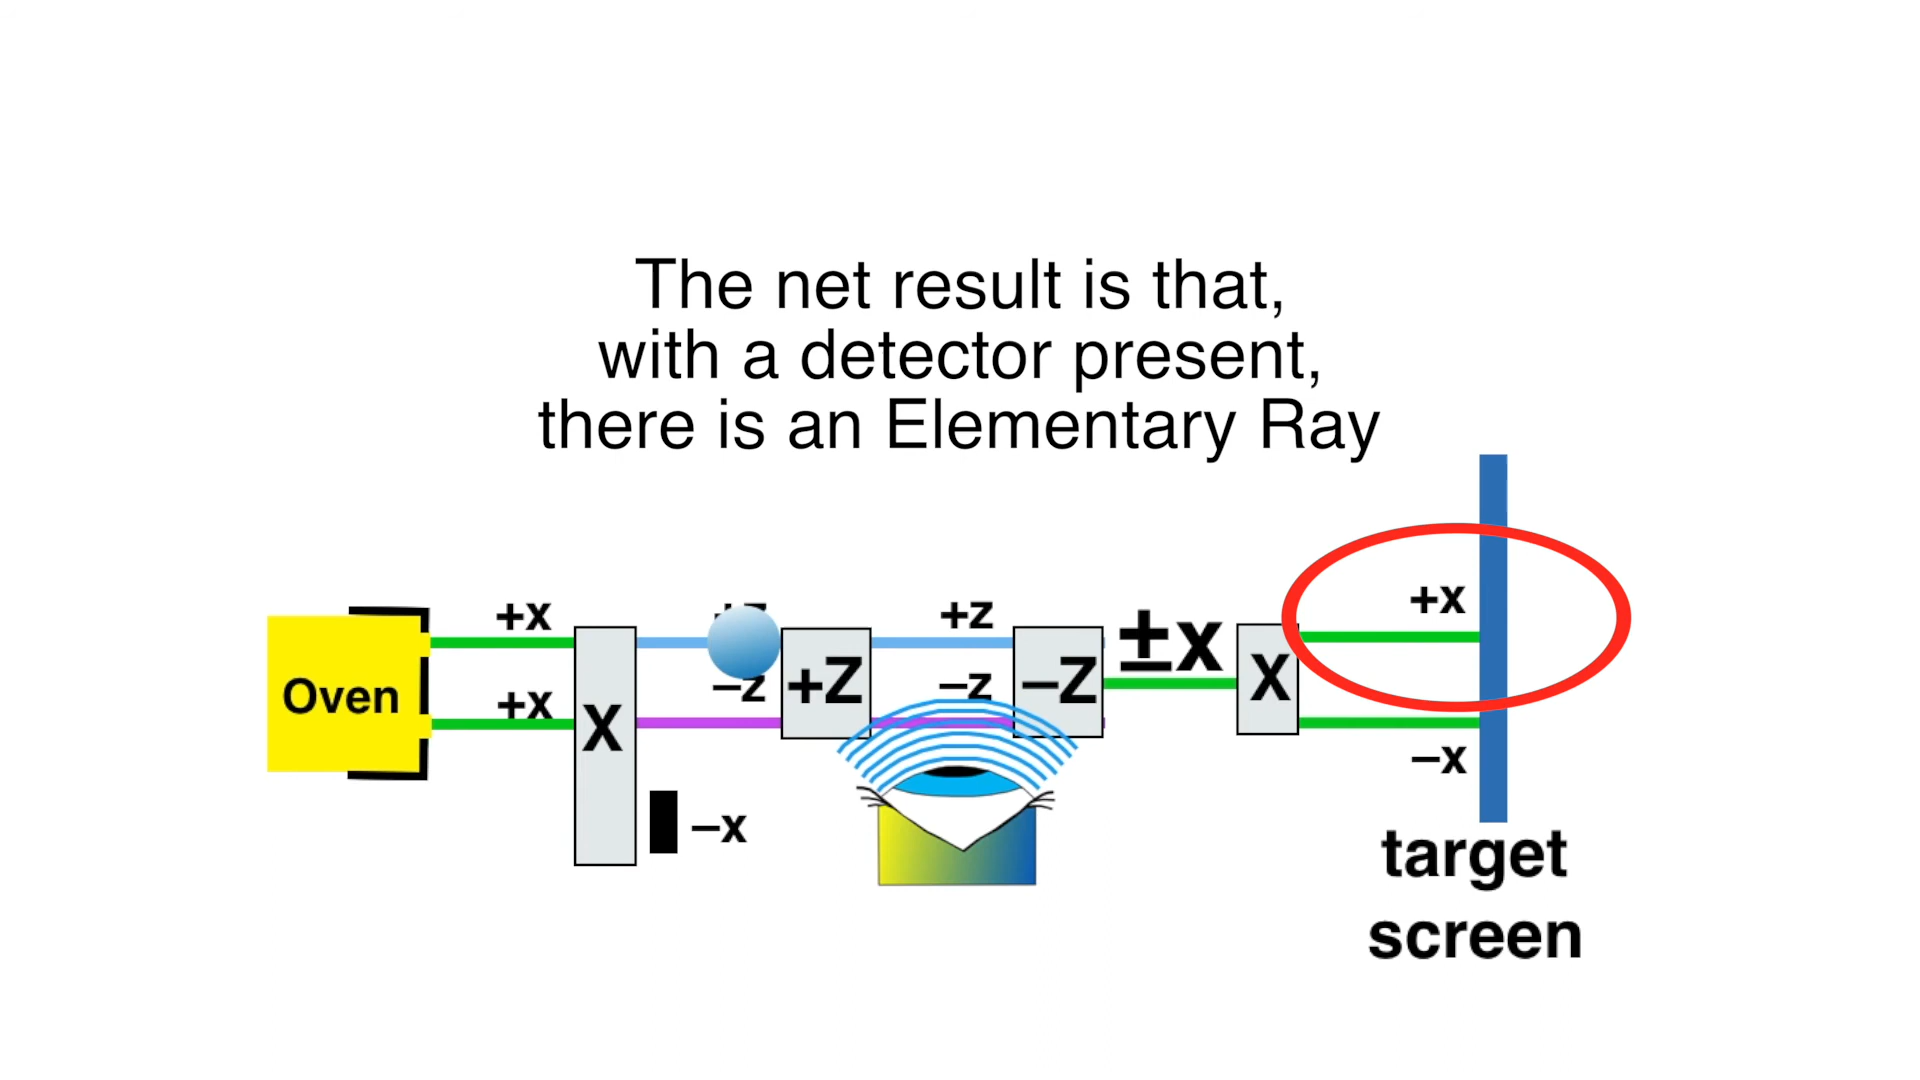 The net result is that,
with a detector present,
there is an Elementary Ray
+x
+z
±x
+x
Oven
+x
X
–z
+Z
–z
–Z
X
–x
–x
target
screen